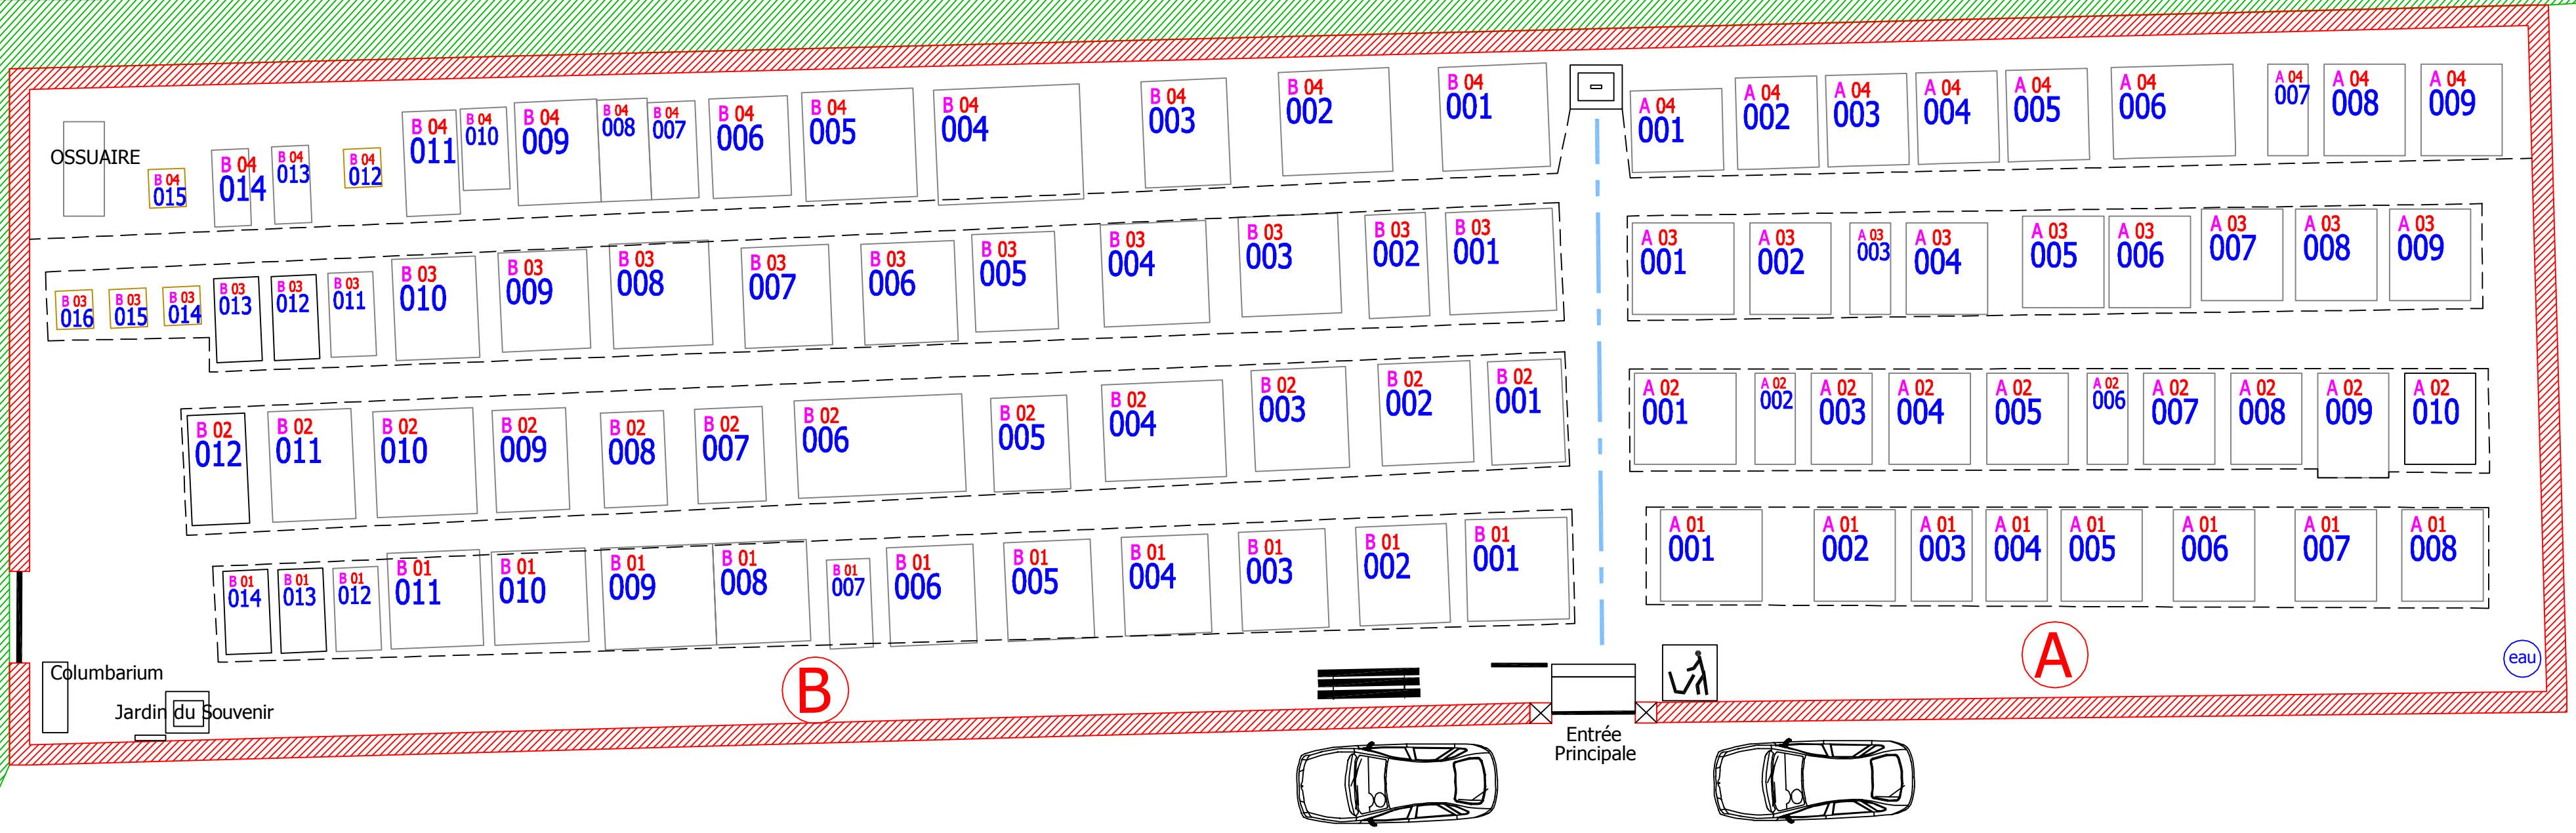 B 04 B 04 B 04 B 04 B 04 B 04 B 04 B 04 B 04 B 04 B 04 A 04 A 04 A 04 A 04 A 04 A 04 A 04 A 04 A 04
011 010 009 008 007 006 005 004 003 002 001 001 002 003 004 005 006 007 008 009
OSSUAIRE
B 04 B 04 B 04 B 04
015 014 013 012
B 03 B 03 B 03 B 03 B 03 B 03 B 03 B 03 B 03 B 03 B 03 B 03 B 03 B 03 B 03 B 03 A 03 A 03 A 03 A 03 A 03 A 03 A 03 A 03 A 03
016 015 014 013 012 011 010 009 008 007 006 005 004 003 002 001 001 002 003 004 005 006 007 008 009
B 02 B 02 B 02 B 02 B 02 B 02 B 02 B 02 B 02 B 02 B 02 B 02 A 02 A 02 A 02 A 02 A 02 A 02 A 02 A 02 A 02 A 02
012 011 010 009 008 007 006 005 004 003 002 001 001 002 003 004 005 006 007 008 009 010
B 01 B 01 B 01 B 01 B 01 B 01 B 01 B 01 B 01 B 01 B 01 B 01 B 01 B 01 A 01 A 01 A 01 A 01 A 01 A 01 A 01 A 01
014 013 012 011 010 009 008 007 006 005 004 003 002 001 001 002 003 004 005 006 007 008
Columbarium
Jardin du Souvenir
B
A
eau
Entrée
Principale